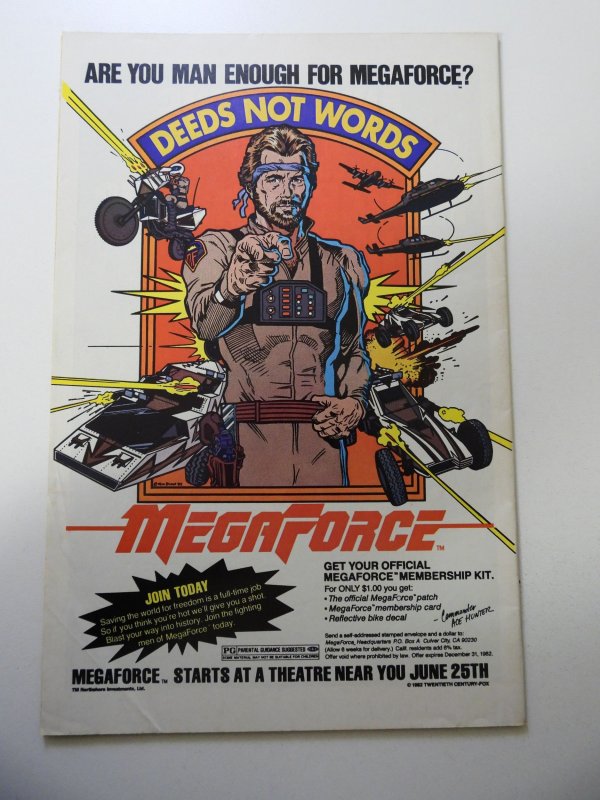 ARE YOU MAN ENOUGH FOR MEGAFORCE?
DEEDS NOT WORDS
MEGAFORCE TM
JOIN TODAY
Saving the world for freedom is a full-time job
So if you think you're hot we'll give you a shot.
Blast your way into history. Join the fighting
men of MegaForce™ today.
GET YOUR OFFICIAL
MEGAFORCE™ MEMBERSHIP KIT.
For ONLY $1.00 you get:
• The official MegaForce™ patch
• MegaForce™ membership card
• Reflective bike decal
- Commander
ACE HUNTER
Send a self-addressed stamped envelope and a dollar to:
MegaForce, Headquarters P.O. Box A, Culver City, CA 90230
(Allow 6 weeks for delivery.) Calif. residents add 6% tax.
Offer void where prohibited by law. Offer expires December 31, 1982.
PG PARENTAL GUIDANCE SUGGESTED
SOME MATERIAL MAY NOT BE SUITABLE FOR CHILDREN
MEGAFORCE TM STARTS AT A THEATRE NEAR YOU JUNE 25TH
TM Northshore Investments, Ltd.
© 1982 TWENTIETH CENTURY-FOX